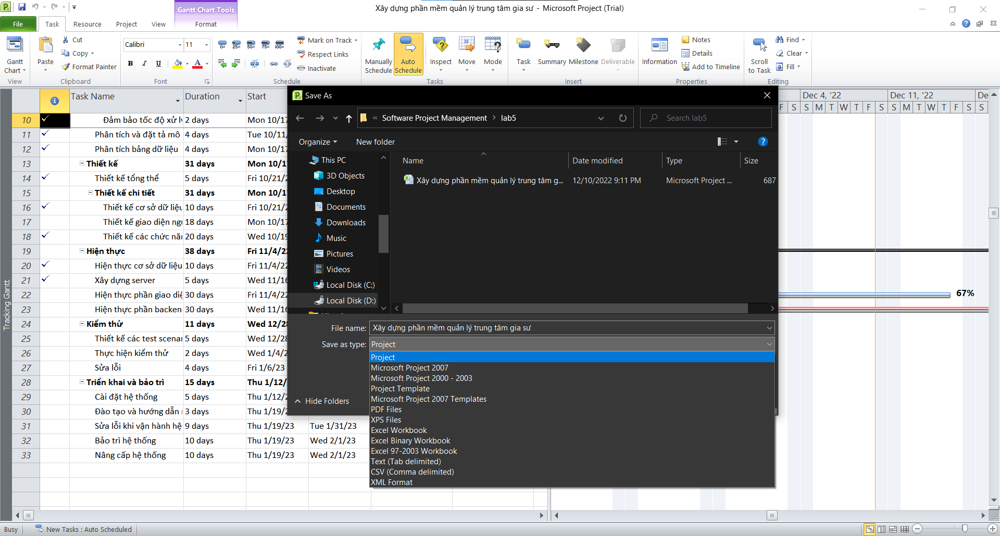 Xây dựng phần mềm quản lý trung tâm gia sư - Microsoft Project (Trial)
Gantt Chart Tools
File Task Resource Project View Format
Gantt Chart
View
Paste
Cut
Copy
Format Painter
Clipboard
Calibri 11
B I U A
Font
0% 25% 50% 75% 100%
Mark on Track
Respect Links
Inactivate
Schedule
Manually Schedule
Auto Schedule
Inspect
Move
Mode
Tasks
Task
Summary
Milestone
Deliverable
Insert
Information
Notes
Details
Add to Timeline
Properties
Scroll to Task
Find
Clear
Fill
Editing
Tracking Gantt
Task Name Duration Start
10 Đảm bảo tốc độ xử lý 2 days Mon 10/17
11 Phân tích và đặt tả mô 4 days Tue 10/11/
12 Phân tích bảng dữ liệu 4 days Mon 10/17
13 Thiết kế 31 days Mon 10/1
14 Thiết kế tổng thể 5 days Fri 10/21/2
15 Thiết kế chi tiết 31 days Mon 10/1
16 Thiết kế cơ sở dữ liệu 10 days Fri 10/21/2
17 Thiết kế giao diện ngư 18 days Mon 10/17
18 Thiết kế các chức năn 20 days Wed 10/19
19 Hiện thực 38 days Fri 11/4/22
20 Hiện thực cơ sở dữ liệu 10 days Fri 11/4/22
21 Xây dựng server 5 days Wed 11/16
22 Hiện thực phần giao diệ 30 days Fri 11/4/22
23 Hiện thực phần backen 30 days Wed 11/16
24 Kiểm thử 11 days Wed 12/28
25 Thiết kế các test scenar 5 days Wed 12/28
26 Thực hiện kiểm thử 2 days Wed 1/4/2
27 Sửa lỗi 4 days Fri 1/6/23
28 Triển khai và bảo trì 15 days Thu 1/12/
29 Cài đặt hệ thống 5 days Thu 1/12/2
30 Đào tạo và hướng dẫn 3 days Thu 1/19/2
31 Sửa lỗi khi vận hành hệ 9 days Thu 1/19/23 Tue 1/31/23
32 Bảo trì hệ thống 10 days Thu 1/19/23 Wed 2/1/23
33 Nâng cấp hệ thống 10 days Thu 1/19/23 Wed 2/1/23
Dec 4, '22 Dec 11, '22 De
F S S M T W T F S S M T W T F S S
67%
Save As
« Software Project Management › lab5
Search lab5
Organize New folder
This PC
3D Objects
Desktop
Documents
Downloads
Music
Pictures
Videos
Local Disk (C:)
Local Disk (D:)
Name Date modified Type Size
Xây dựng phần mềm quản lý trung tâm g... 12/10/2022 9:11 PM Microsoft Project ... 687
File name: Xây dựng phần mềm quản lý trung tâm gia sư
Save as type: Project
Project
Microsoft Project 2007
Microsoft Project 2000 - 2003
Project Template
Microsoft Project 2007 Templates
PDF Files
XPS Files
Excel Workbook
Excel Binary Workbook
Excel 97-2003 Workbook
Text (Tab delimited)
CSV (Comma delimited)
XML Format
Hide Folders
Busy New Tasks : Auto Scheduled